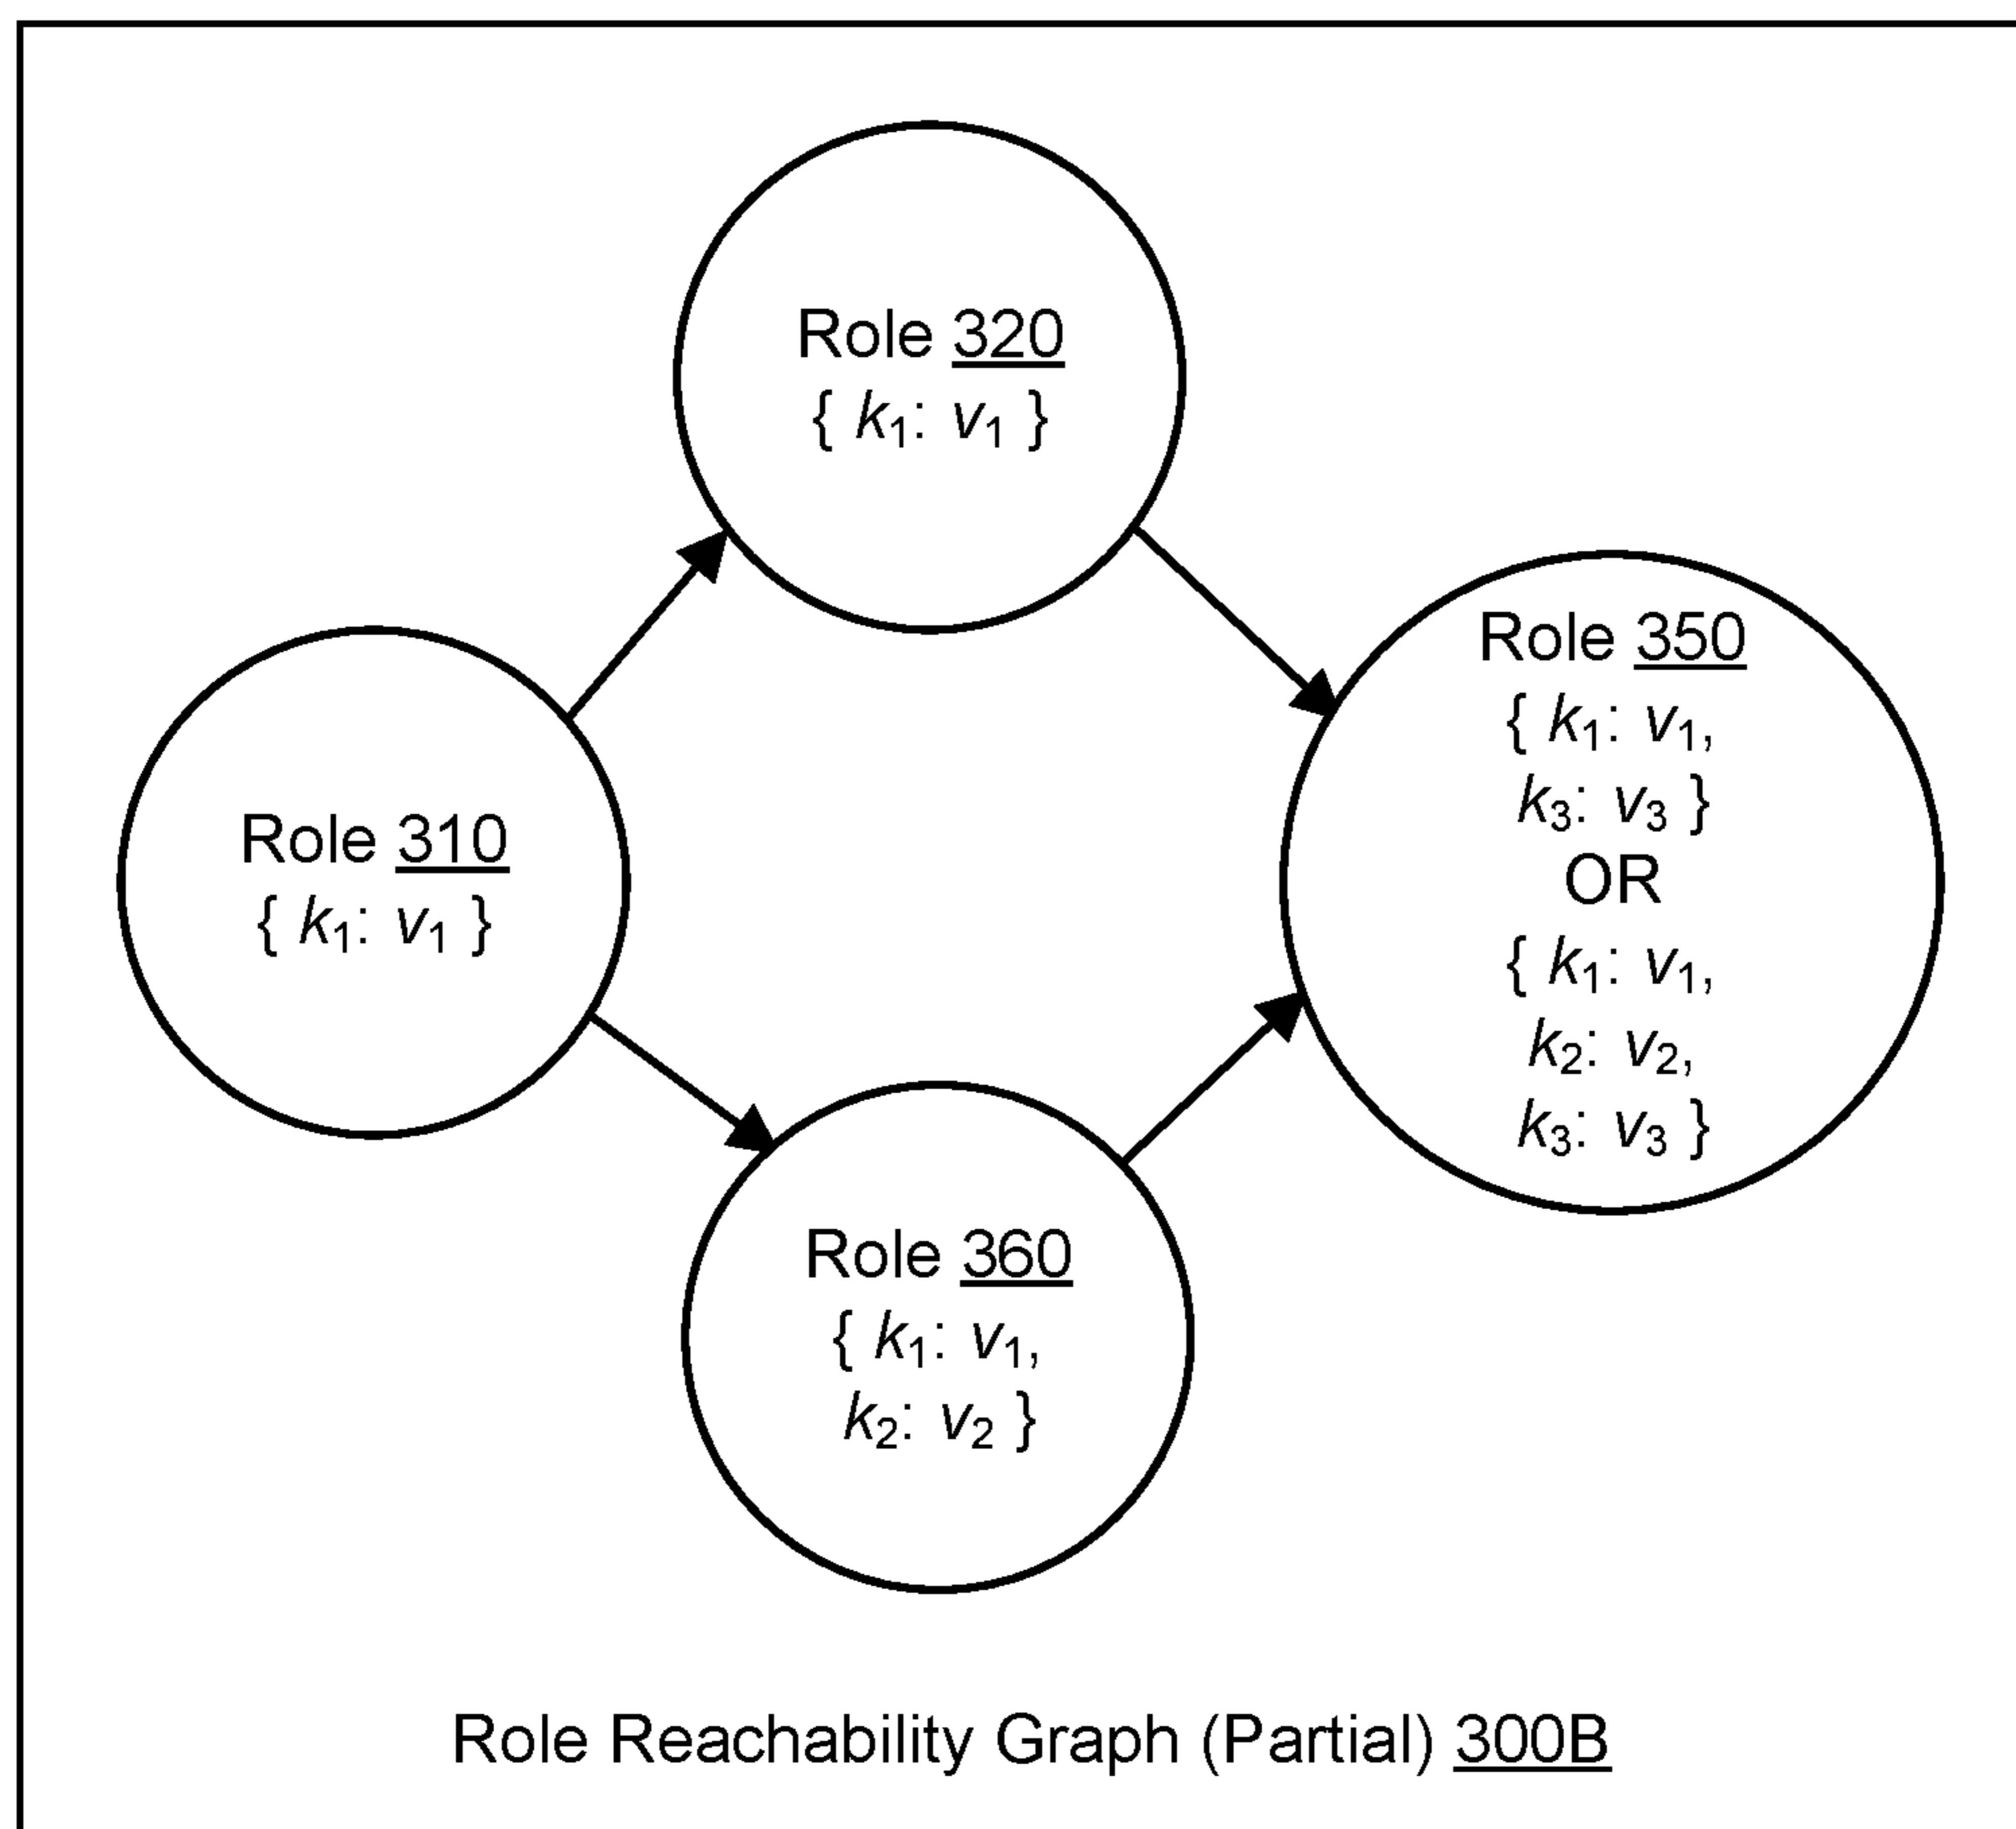 Role 320
{ k₁: v₁ }
Role 310
{ k₁: v₁ }
Role 350
{ k₁: v₁,
k₃: v₃ }
OR
{ k₁: v₁,
k₂: v₂,
k₃: v₃ }
Role 360
{ k₁: v₁,
k₂: v₂ }
Role Reachability Graph (Partial) 300B